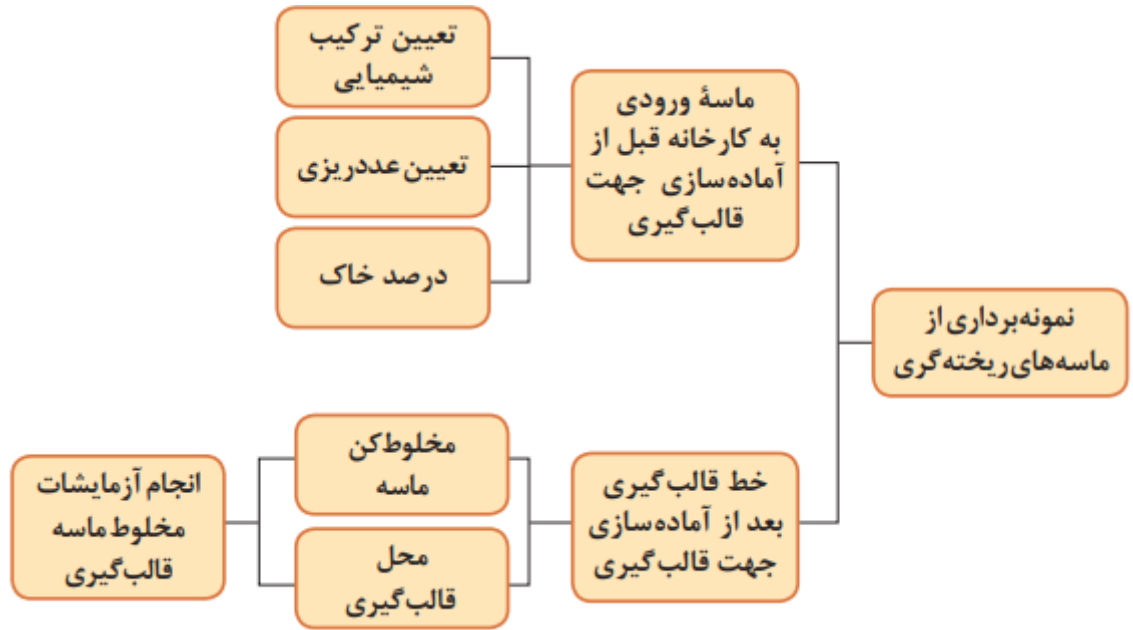 نمونه‌برداری از
ماسه‌های ریخته‌گری
ماسهٔ ورودی
به کارخانه قبل از
آماده‌سازی جهت
قالب‌گیری
تعیین ترکیب
شیمیایی
تعیین عددریزی
درصد خاک
خط قالب‌گیری
بعد از آماده‌سازی
جهت قالب‌گیری
مخلوط‌کن
ماسه
محل
قالب‌گیری
انجام آزمایشات
مخلوط ماسه
قالب‌گیری